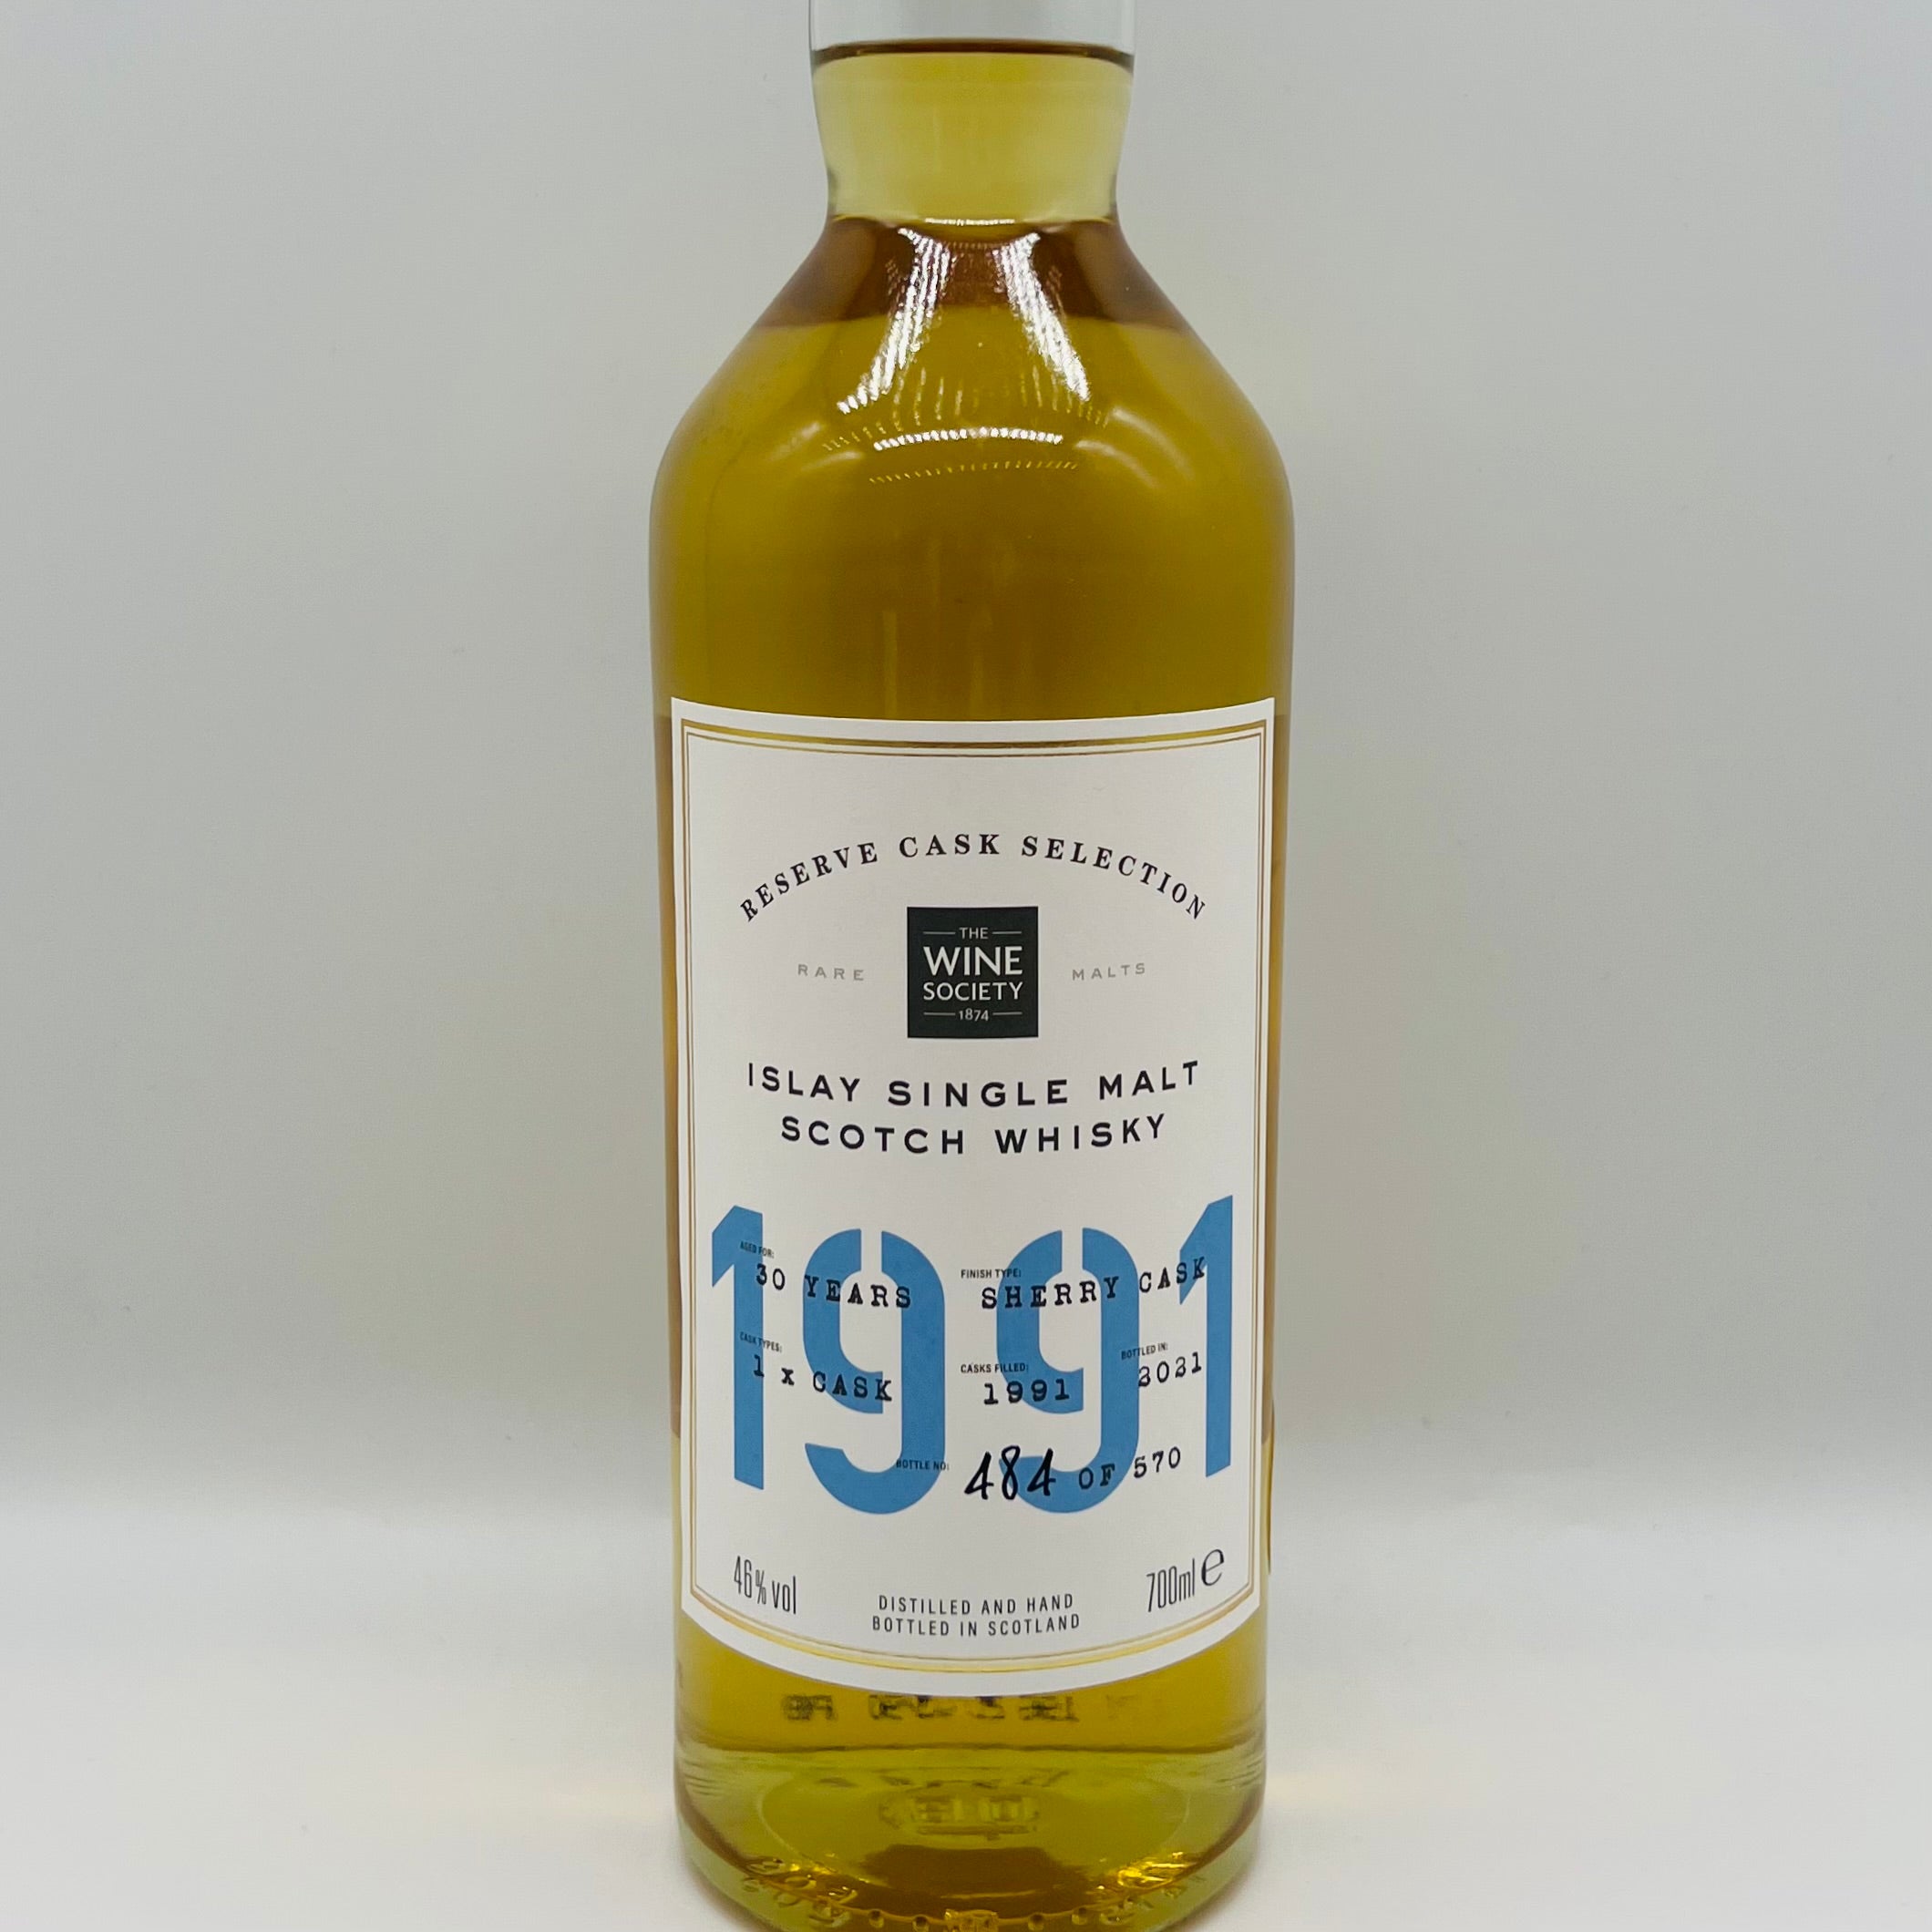 RESERVE CASK SELECTION
RARE
THE
WINE
SOCIETY
1874
MALTS
ISLAY SINGLE MALT
SCOTCH WHISKY
1991
AGED FOR:
30 YEARS
FINISH TYPE:
SHERRY CASK
CASK TYPES:
1 x CASK
CASKS FILLED:
1991
BOTTLED IN:
2021
BOTTLE NO:
484 OF 570
46% vol
DISTILLED AND HAND
BOTTLED IN SCOTLAND
700ml e